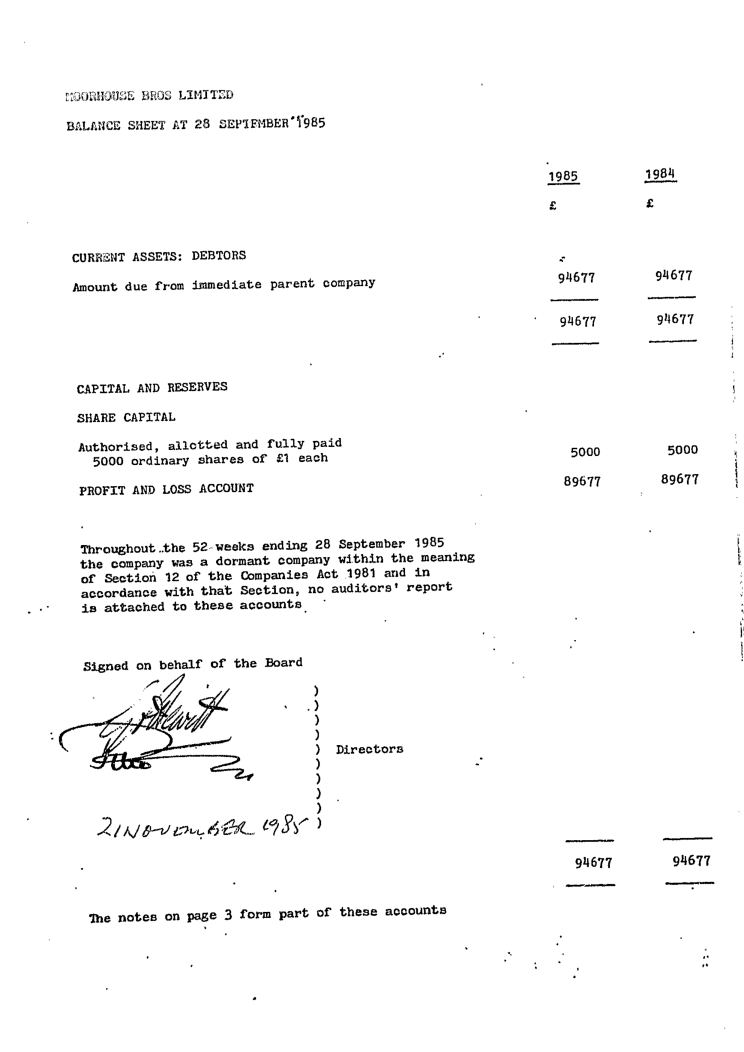 MOORHOUSE BROS LIMITED
BALANCE SHEET AT 28 SEPTEMBER 1985
1985 1984
£ £
CURRENT ASSETS: DEBTORS
Amount due from immediate parent company 94677 94677
94677 94677
CAPITAL AND RESERVES
SHARE CAPITAL
Authorised, allotted and fully paid
5000 ordinary shares of £1 each 5000 5000
PROFIT AND LOSS ACCOUNT 89677 89677
Throughout the 52 weeks ending 28 September 1985
the company was a dormant company within the meaning
of Section 12 of the Companies Act 1981 and in
accordance with that Section, no auditors' report
is attached to these accounts
Signed on behalf of the Board
)
)
)
)
) Directors
)
)
)
)
21 NOVEMBER 1985 )
94677 94677
The notes on page 3 form part of these accounts